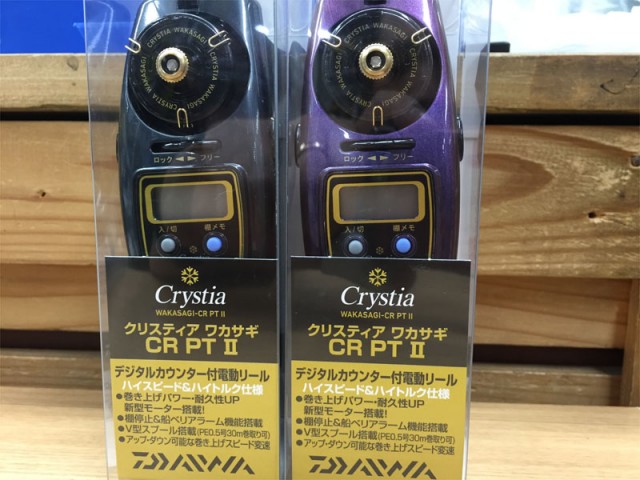 CRYSTIA WAKASAGI CRYSTIA WAKASAGI
ロック ◀ ▶ フリー
入/切 棚メモ
Crystia
WAKASAGI-CR PT II
クリスティア ワカサギ
CR PT II
デジタルカウンター付電動リール
ハイスピード&ハイトルク仕様
●巻き上げパワー・耐久性UP
新型モーター搭載!
●棚停止&船べりアラーム機能搭載
●V型スプール搭載(PE0.5号30m巻取り可)
●アップ・ダウン可能な巻き上げスピード変速
DAIWA
CRYSTIA WAKASAGI CRYSTIA WAKASAGI
ロック ◀ ▶ フリー
入/切 棚メモ
Crystia
WAKASAGI-CR PT II
クリスティア ワカサギ
CR PT II
デジタルカウンター付電動リール
ハイスピード&ハイトルク仕様
●巻き上げパワー・耐久性UP
新型モーター搭載!
●棚停止&船べりアラーム機能搭載
●V型スプール搭載(PE0.5号30m巻取り可)
●アップ・ダウン可能な巻き上げスピード変速
DAIWA